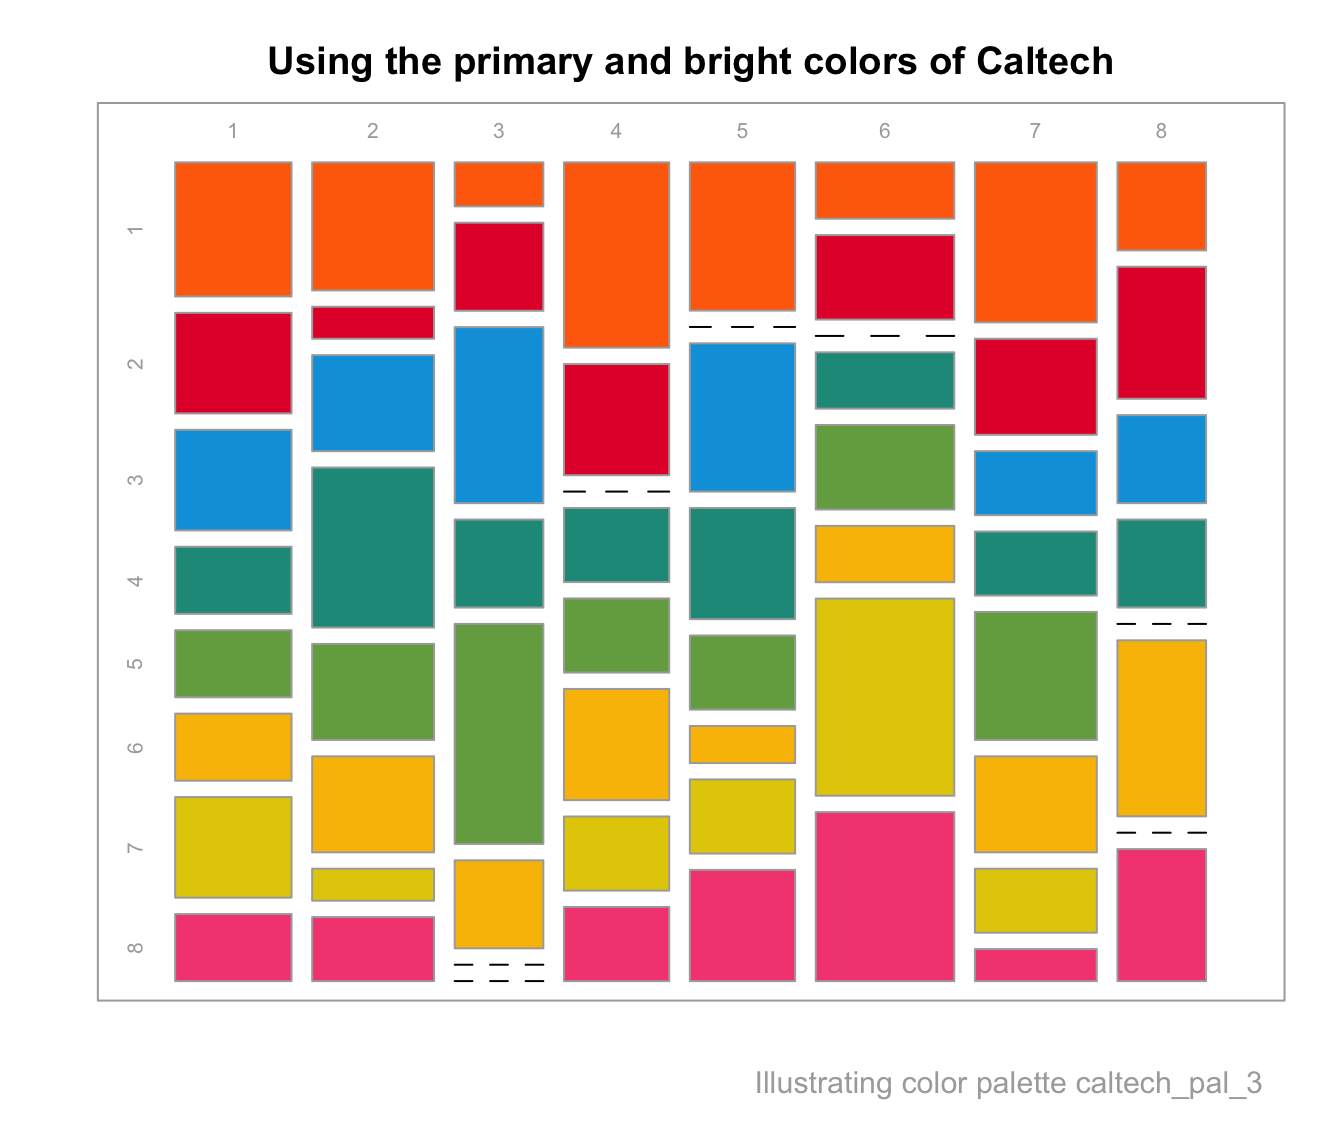 Using the primary and bright colors of Caltech
1 2 3 4 5 6 7 8
1
2
3
4
5
6
7
8
Illustrating color palette caltech_pal_3